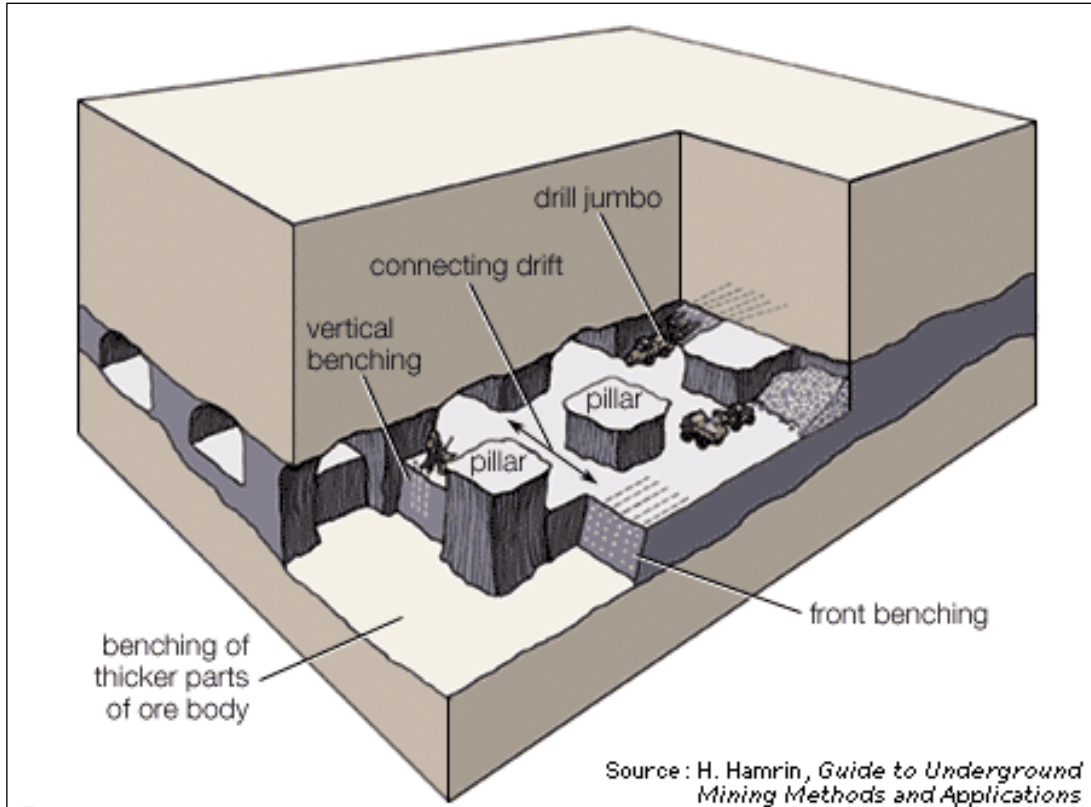 drill jumbo
connecting drift
vertical
benching
pillar
pillar
front benching
benching of
thicker parts
of ore body
Source: H. Hamrin, Guide to Underground
Mining Methods and Applications